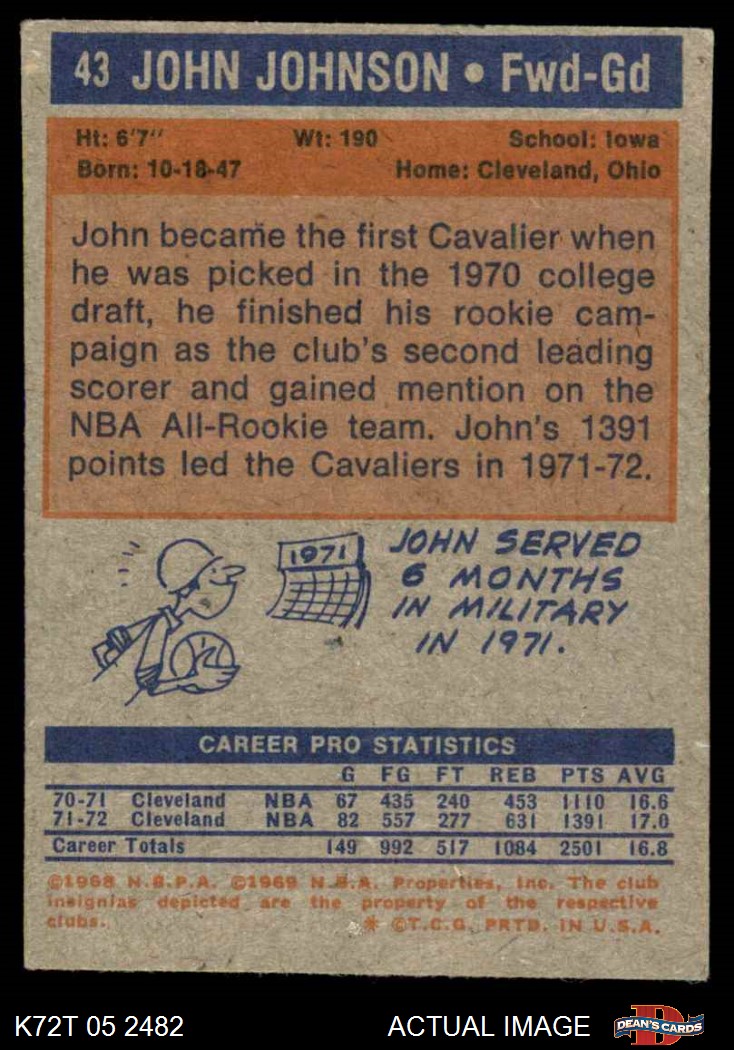 43 JOHN JOHNSON • Fwd-Gd
Ht: 6'7" Wt: 190 School: Iowa
Born: 10-18-47 Home: Cleveland, Ohio
John became the first Cavalier when
he was picked in the 1970 college
draft, he finished his rookie cam-
paign as the club's second leading
scorer and gained mention on the
NBA All-Rookie team. John's 1391
points led the Cavaliers in 1971-72.
1971
JOHN SERVED
6 MONTHS
IN MILITARY
IN 1971.
CAREER PRO STATISTICS
G FG FT REB PTS AVG
70-71 Cleveland NBA 67 435 240 453 1110 16.6
71-72 Cleveland NBA 82 557 277 631 1391 17.0
Career Totals 149 992 517 1084 2501 16.8
©1968 N.B.P.A. ©1969 N.B.A. Properties, Inc. The club
insignias depicted are the property of the respective
clubs. * ©T.C.G. PRTD. IN U.S.A.
K72T 05 2482 ACTUAL IMAGE D DEAN'S CARDS